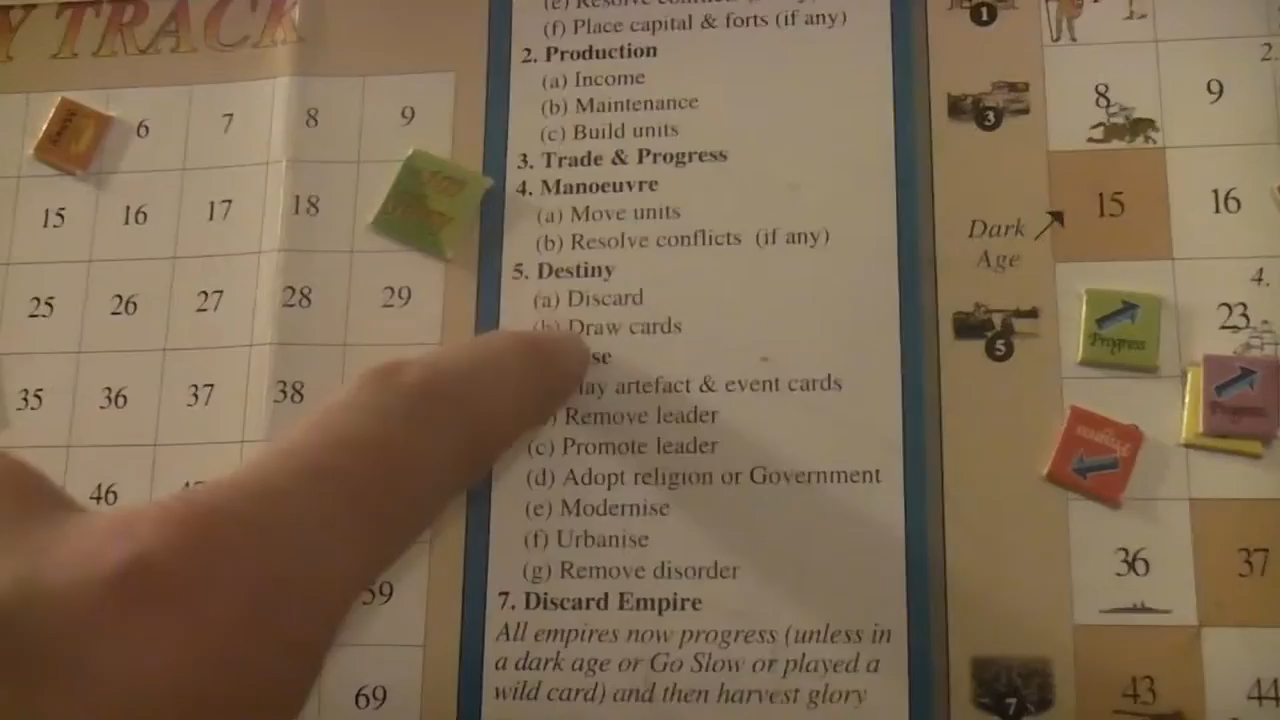 Y TRACK
6 7 8 9
15 16 17 18
25 26 27 28 29
35 36 37 38
46
59
69
(f) Place capital & forts (if any)
2. Production
(a) Income
(b) Maintenance
(c) Build units
3. Trade & Progress
4. Manoeuvre
(a) Move units
(b) Resolve conflicts (if any)
5. Destiny
(a) Discard
(b) Draw cards
se
lay artefact & event cards
) Remove leader
(c) Promote leader
(d) Adopt religion or Government
(e) Modernise
(f) Urbanise
(g) Remove disorder
7. Discard Empire
All empires now progress (unless in
a dark age or Go Slow or played a
wild card) and then harvest glory
1
3
5
7
Dark
Age
2.
8 9
15 16
4.
23
Progress
Progress
Progress
36 37
43 44